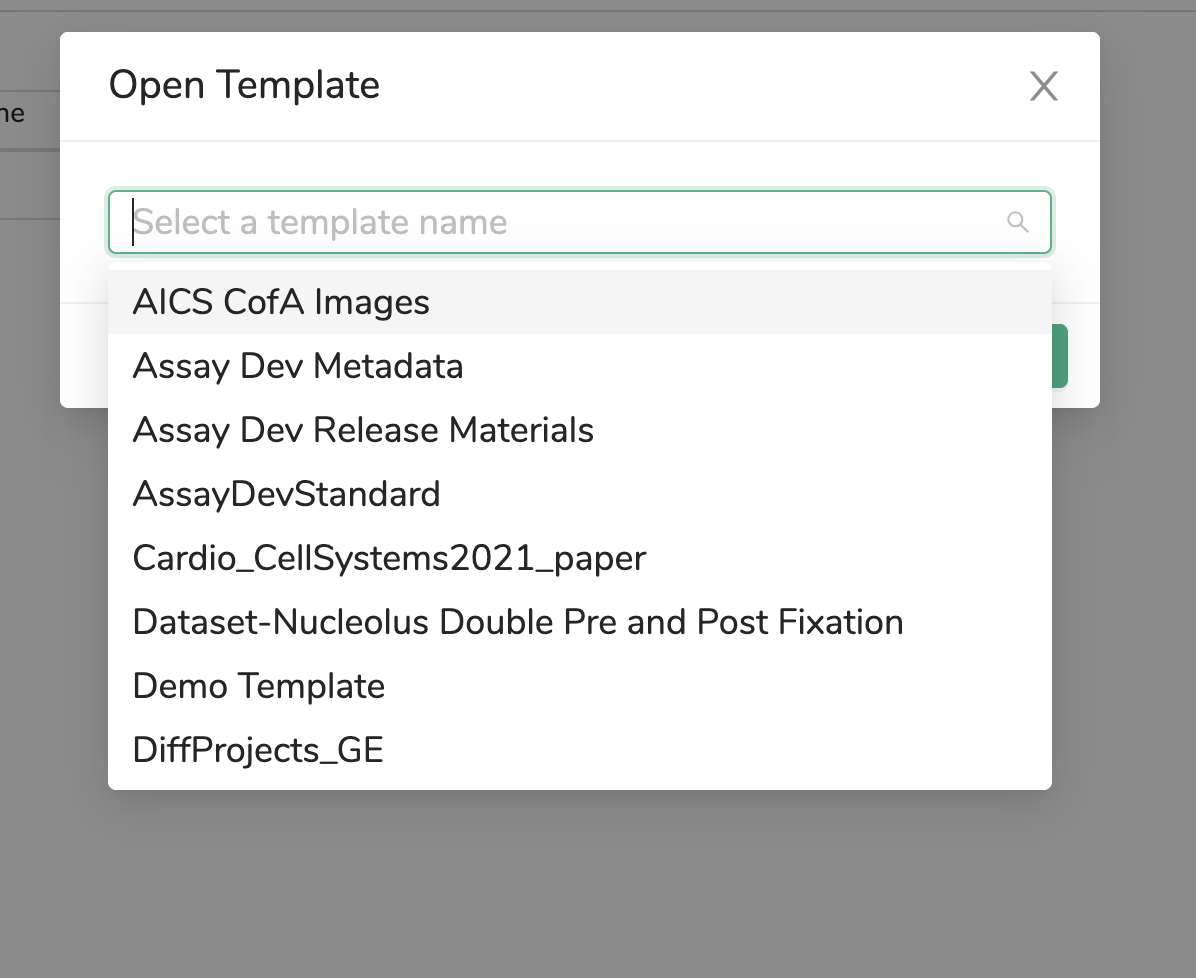 Open Template
Select a template name
AICS CofA Images
Assay Dev Metadata
Assay Dev Release Materials
AssayDevStandard
Cardio_CellSystems2021_paper
Dataset-Nucleolus Double Pre and Post Fixation
Demo Template
DiffProjects_GE